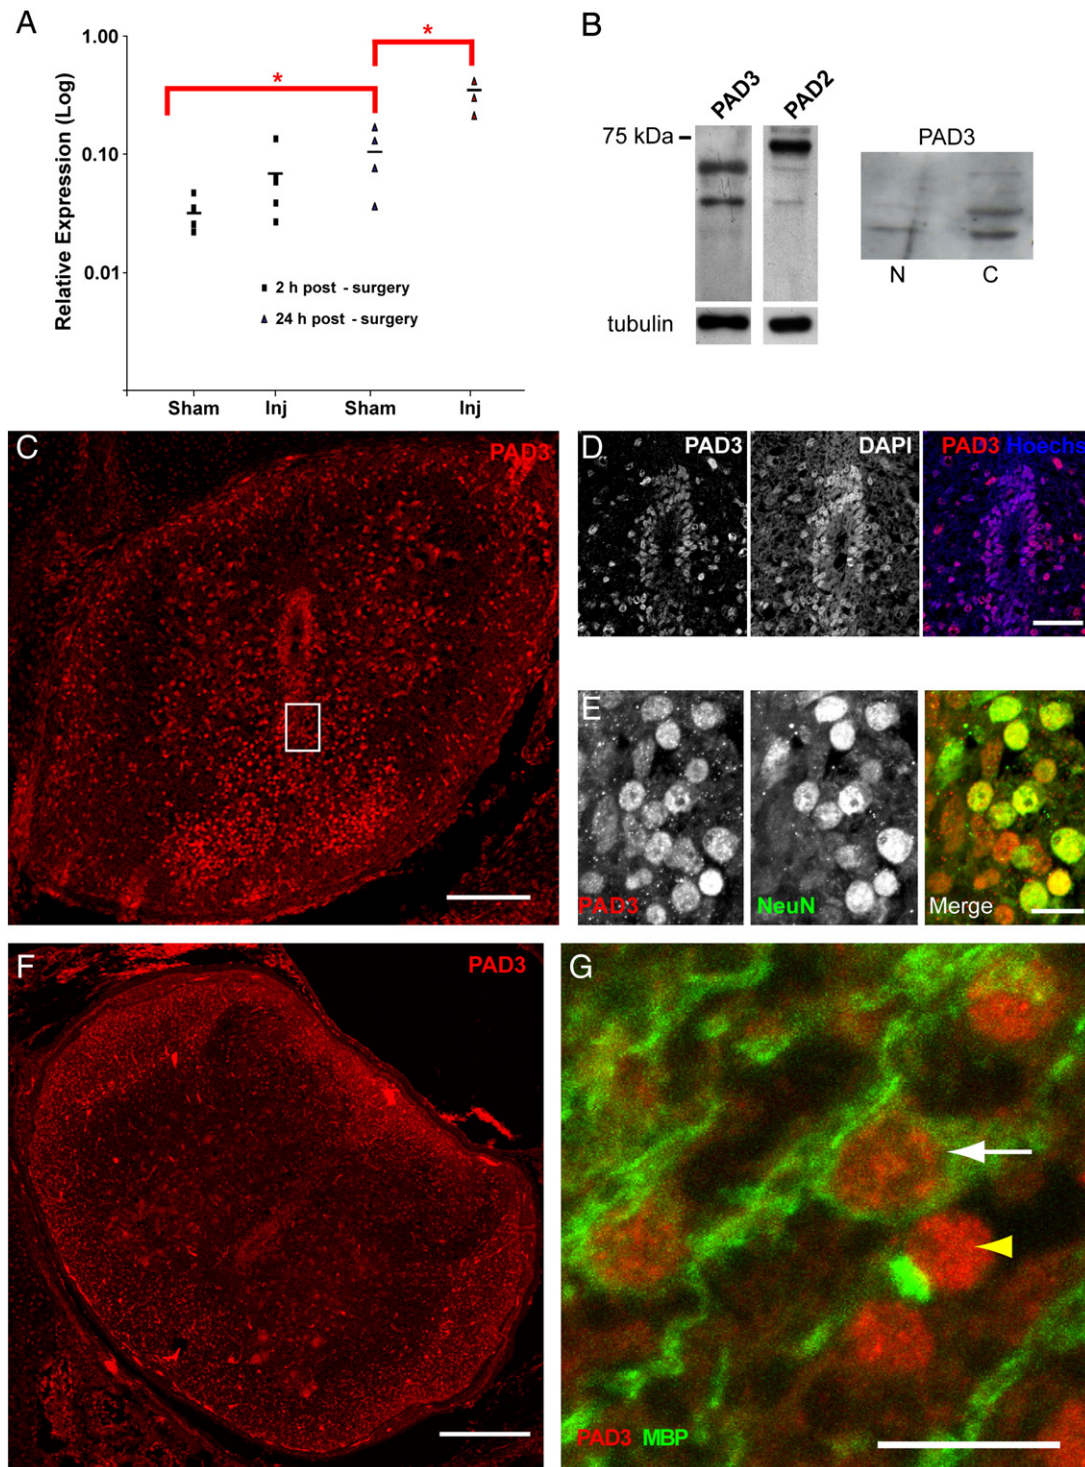 A
1.00
*
*
Relative Expression (Log)
0.10
0.01
2 h post - surgery
24 h post - surgery
Sham Inj Sham Inj
B
PAD3 PAD2
75 kDa
tubulin
PAD3
N C
C
PAD3
D
PAD3
DAPI
PAD3 Hoechs
E
PAD3
NeuN
Merge
F
PAD3
G
PAD3 MBP